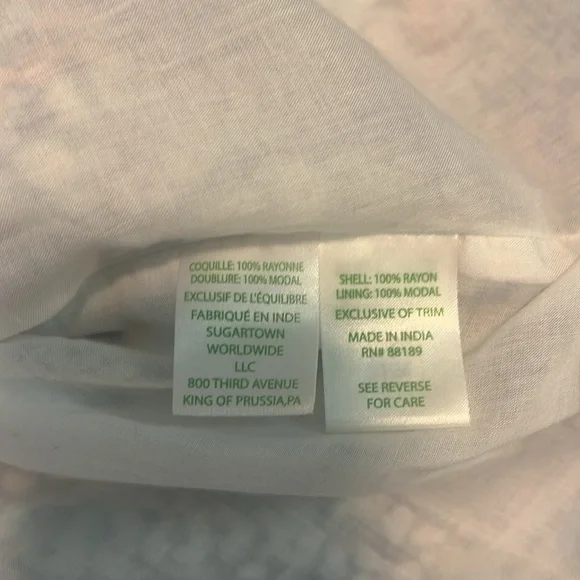 COQUILLE: 100% RAYONNE
DOUBLURE: 100% MODAL
EXCLUSIF DE L'ÉQUILIBRE
FABRIQUÉ EN INDE
SUGARTOWN
WORLDWIDE
LLC
800 THIRD AVENUE
KING OF PRUSSIA,PA
SHELL: 100% RAYON
LINING: 100% MODAL
EXCLUSIVE OF TRIM
MADE IN INDIA
RN# 88189
SEE REVERSE
FOR CARE